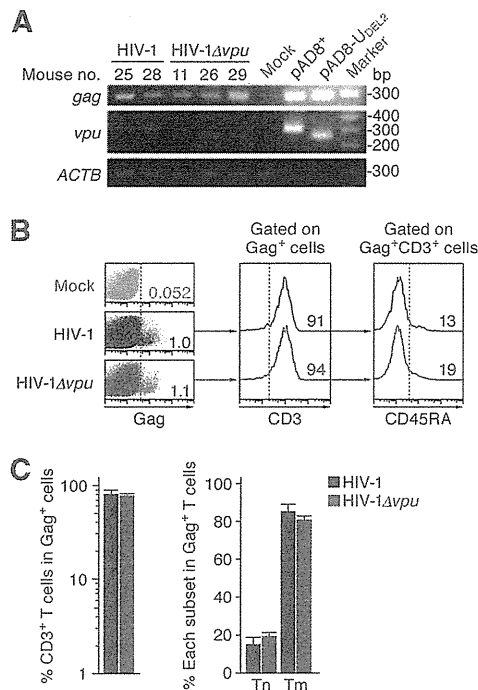 A
HIV-1 HIV-1Δvpu Mock pAD8+ pAD8-UDEL2 Marker
Mouse no. 25 28 11 26 29 bp
gag -300
vpu -400
-300
-200
ACTB -300
B
Gated on Gag+ cells
Gated on Gag+CD3+ cells
Mock 0.052
HIV-1 1.0 91 13
HIV-1Δvpu 1.1 94 19
Gag CD3 CD45RA
C
% CD3+ T cells in Gag+ cells
100
10
1
% Each subset in Gag+ T cells
100
80
60
40
20
0
Tn Tm
HIV-1
HIV-1Δvpu